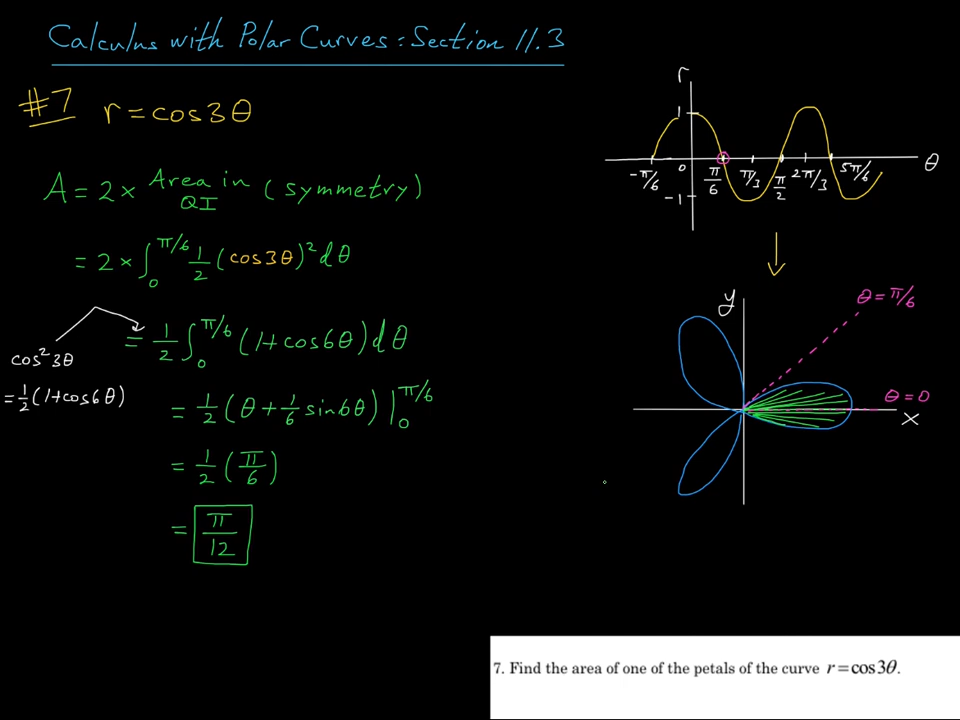 Calculus with Polar Curves: Section 11.3
#7 r = cos3θ
A = 2 × Area in QI (symmetry)
= 2 × ∫₀^(π/6) 1/2 (cos3θ)² dθ
cos²3θ
= 1/2 (1+cos6θ)
= 1/2 ∫₀^(π/6) (1+cos6θ) dθ
= 1/2 (θ + 1/6 sin6θ) |₀^(π/6)
= 1/2 (π/6)
= π/12
r
1
-π/6 0 π/6 π/3 π/2 2π/3 5π/6 θ
-1
y
θ = π/6
θ = 0
x
7. Find the area of one of the petals of the curve r = cos3θ.